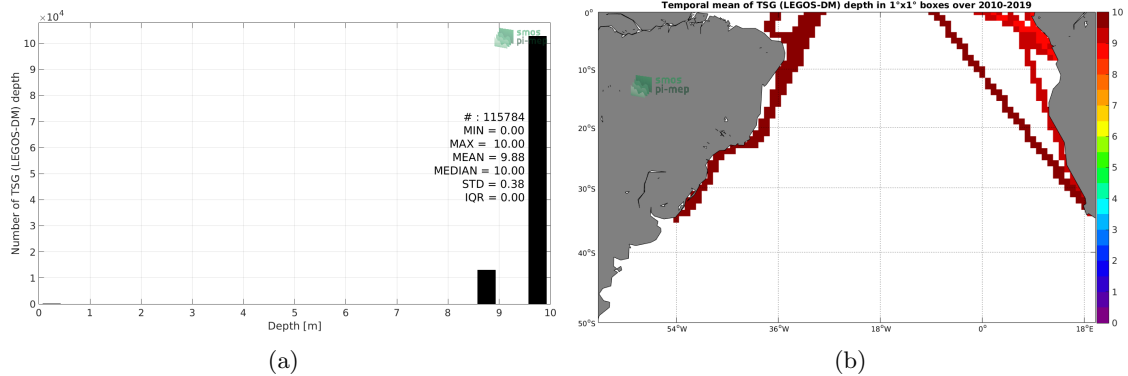 ×10⁴
10
9
8
7
6
5
4
3
2
1
0
Number of TSG (LEGOS-DM) depth
smos
pi-mep
# : 115784
MIN = 0.00
MAX = 10.00
MEAN = 9.88
MEDIAN = 10.00
STD = 0.38
IQR = 0.00
0 1 2 3 4 5 6 7 8 9 10
Depth [m]
(a)
Temporal mean of TSG (LEGOS-DM) depth in 1°x1° boxes over 2010-2019
smos
pi-mep
0°
10°S
20°S
30°S
40°S
50°S
54°W 36°W 18°W 0° 18°E
10
9
8
7
6
5
4
3
2
1
0
(b)